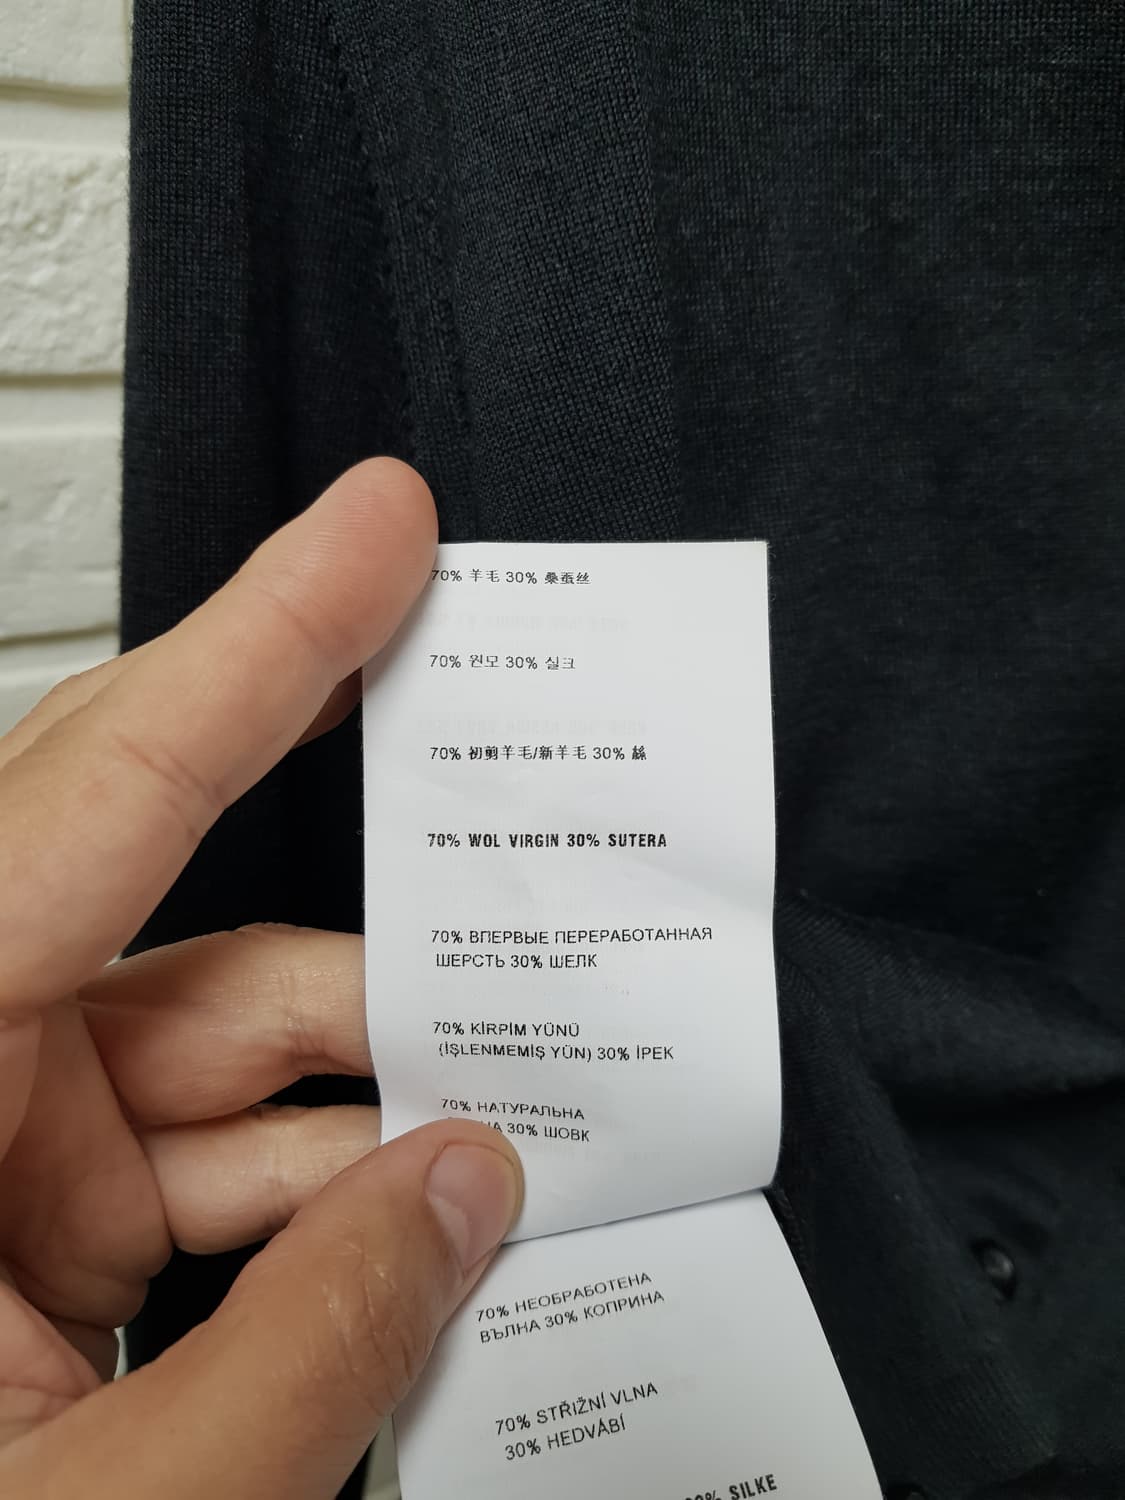 70% 羊毛 30% 桑蚕丝
70% 원모 30% 실크
70% 初剪羊毛/新羊毛 30% 絲
70% WOL VIRGIN 30% SUTERA
70% ВПЕРВЫЕ ПЕРЕРАБОТАННАЯ
ШЕРСТЬ 30% ШЕЛК
70% KİRPİM YÜNÜ
(İŞLENMEMİŞ YÜN) 30% İPEK
70% НАТУРАЛЬНА
30% ШОВК
70% НЕОБРАБОТЕНА
ВЪЛНА 30% КОПРИНА
70% STŘIŽNÍ VLNA
30% HEDVÁBÍ
SILKE